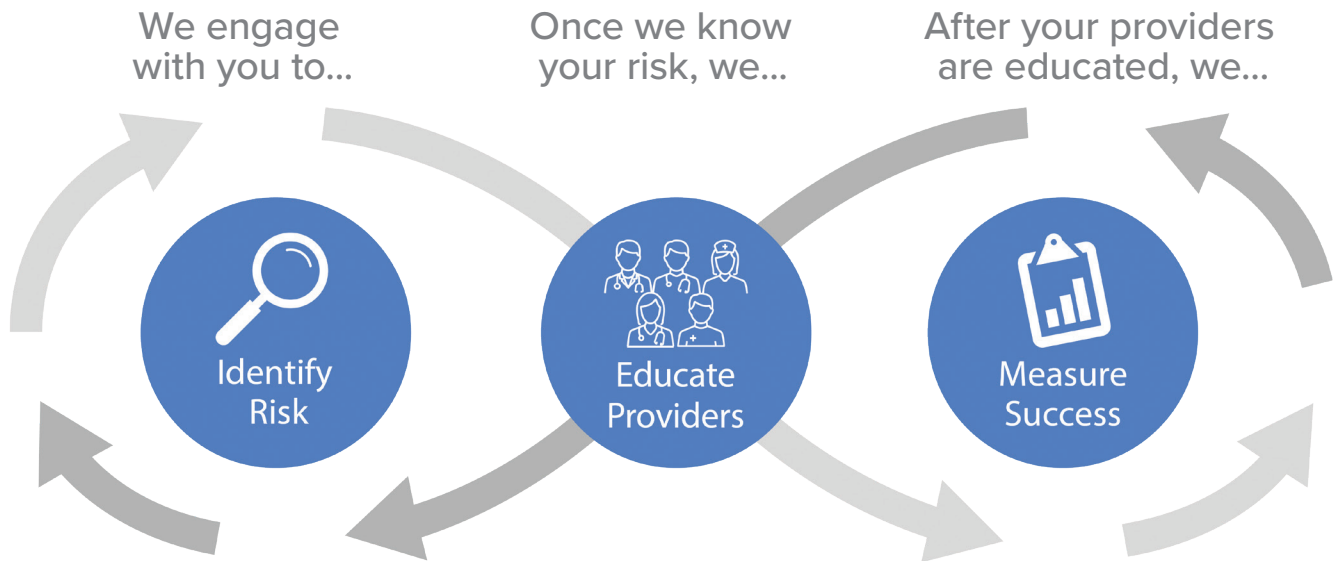 We engage
with you to...
Once we know
your risk, we...
After your providers
are educated, we...
Identify
Risk
Educate
Providers
Measure
Success